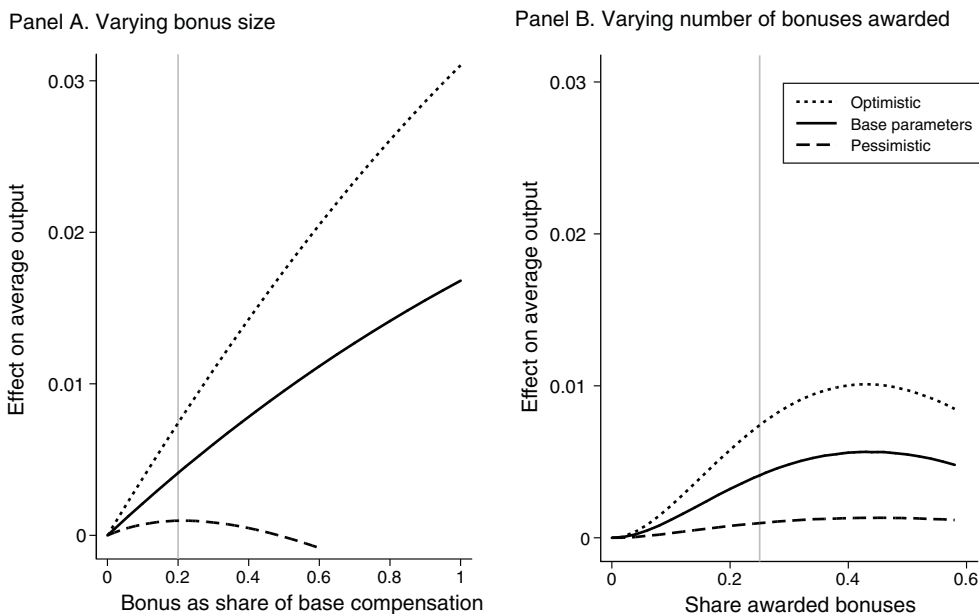 Panel A. Varying bonus size
0.03
0.02
0.01
0
Effect on average output
0 0.2 0.4 0.6 0.8 1
Bonus as share of base compensation
Panel B. Varying number of bonuses awarded
0.03
0.02
0.01
0
Effect on average output
Optimistic
Base parameters
Pessimistic
0 0.2 0.4 0.6
Share awarded bonuses